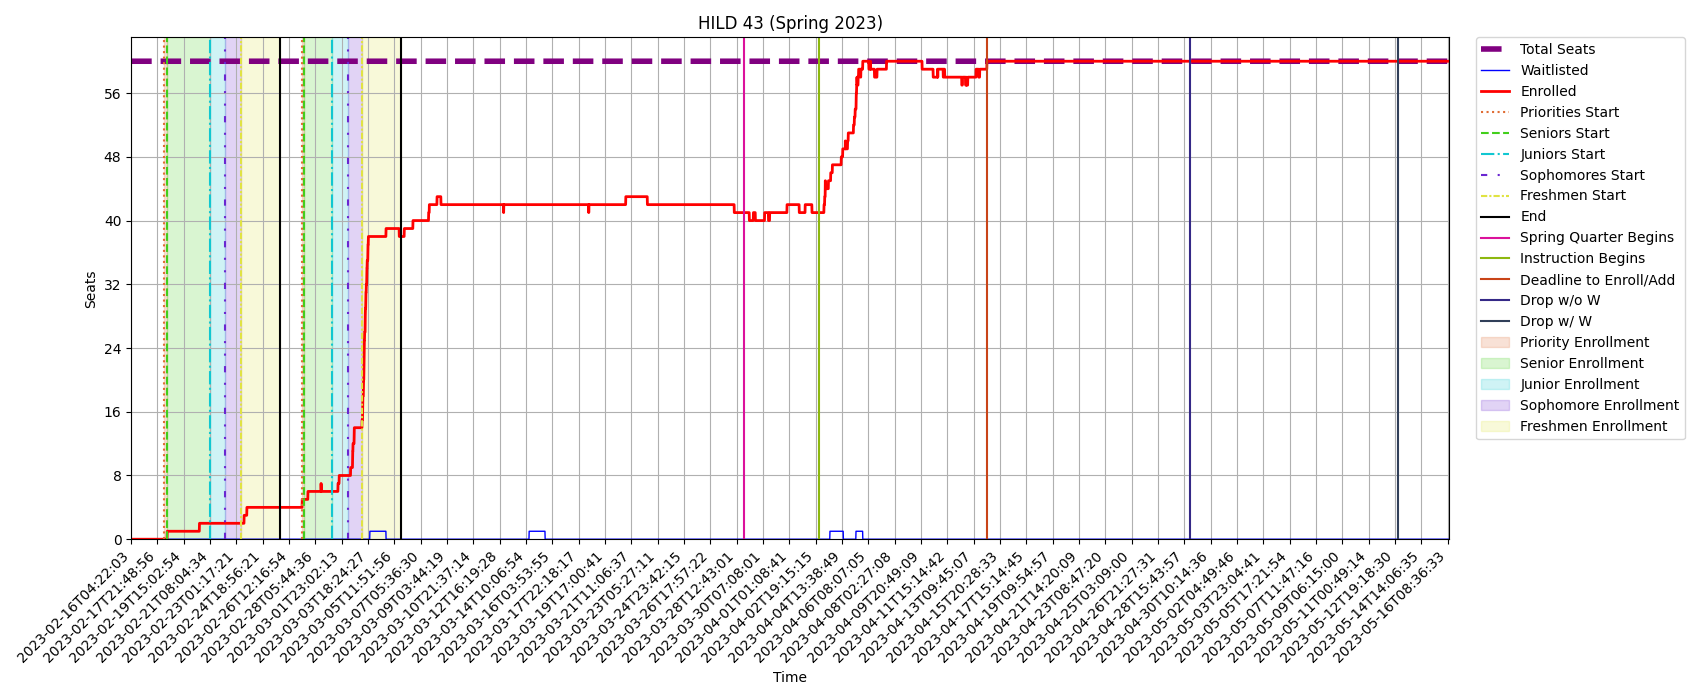 HILD 43 (Spring 2023)
Seats
56
48
40
32
24
16
8
0
2023-02-16T04:22:03
2023-02-17T21:48:56
2023-02-19T15:02:54
2023-02-21T08:04:34
2023-02-23T01:17:21
2023-02-24T18:56:21
2023-02-26T12:16:54
2023-02-28T05:44:36
2023-03-01T23:02:13
2023-03-03T18:24:27
2023-03-05T11:51:56
2023-03-07T05:36:30
2023-03-09T03:44:19
2023-03-10T21:37:14
2023-03-12T16:19:28
2023-03-14T10:06:54
2023-03-16T03:53:55
2023-03-17T22:18:17
2023-03-19T17:00:41
2023-03-21T11:06:37
2023-03-23T05:27:11
2023-03-24T23:42:15
2023-03-26T17:57:22
2023-03-28T12:43:01
2023-03-30T07:08:01
2023-04-01T01:08:41
2023-04-02T19:15:15
2023-04-04T13:38:49
2023-04-06T08:07:05
2023-04-08T02:27:08
2023-04-09T20:49:09
2023-04-11T15:14:42
2023-04-13T09:45:07
2023-04-15T20:28:33
2023-04-17T15:14:45
2023-04-19T09:54:57
2023-04-21T14:20:09
2023-04-23T08:47:20
2023-04-25T03:09:00
2023-04-26T21:27:31
2023-04-28T15:43:57
2023-04-30T10:14:36
2023-05-02T04:49:46
2023-05-03T23:04:41
2023-05-05T17:21:54
2023-05-07T11:47:16
2023-05-09T06:15:00
2023-05-11T00:49:14
2023-05-12T19:18:30
2023-05-14T14:06:35
2023-05-16T08:36:33
Time
Total Seats
Waitlisted
Enrolled
Priorities Start
Seniors Start
Juniors Start
Sophomores Start
Freshmen Start
End
Spring Quarter Begins
Instruction Begins
Deadline to Enroll/Add
Drop w/o W
Drop w/ W
Priority Enrollment
Senior Enrollment
Junior Enrollment
Sophomore Enrollment
Freshmen Enrollment